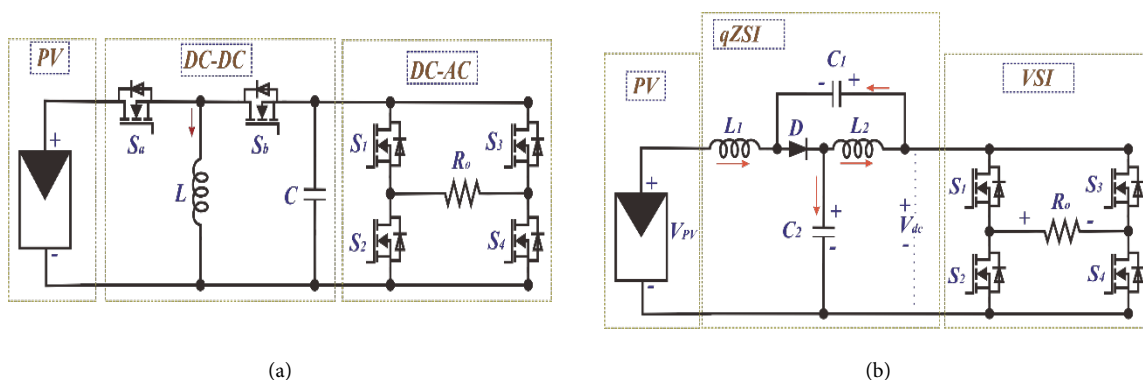 PV
DC-DC
DC-AC
+
-
Sa
Sb
L
C
S1
S2
S3
S4
Ro
(a)
qZSI
PV
VSI
C1
- +
L1
D
L2
+
-
VPV
C2
+
-
+
Vdc
-
S1
S2
S3
S4
+ Ro -
(b)